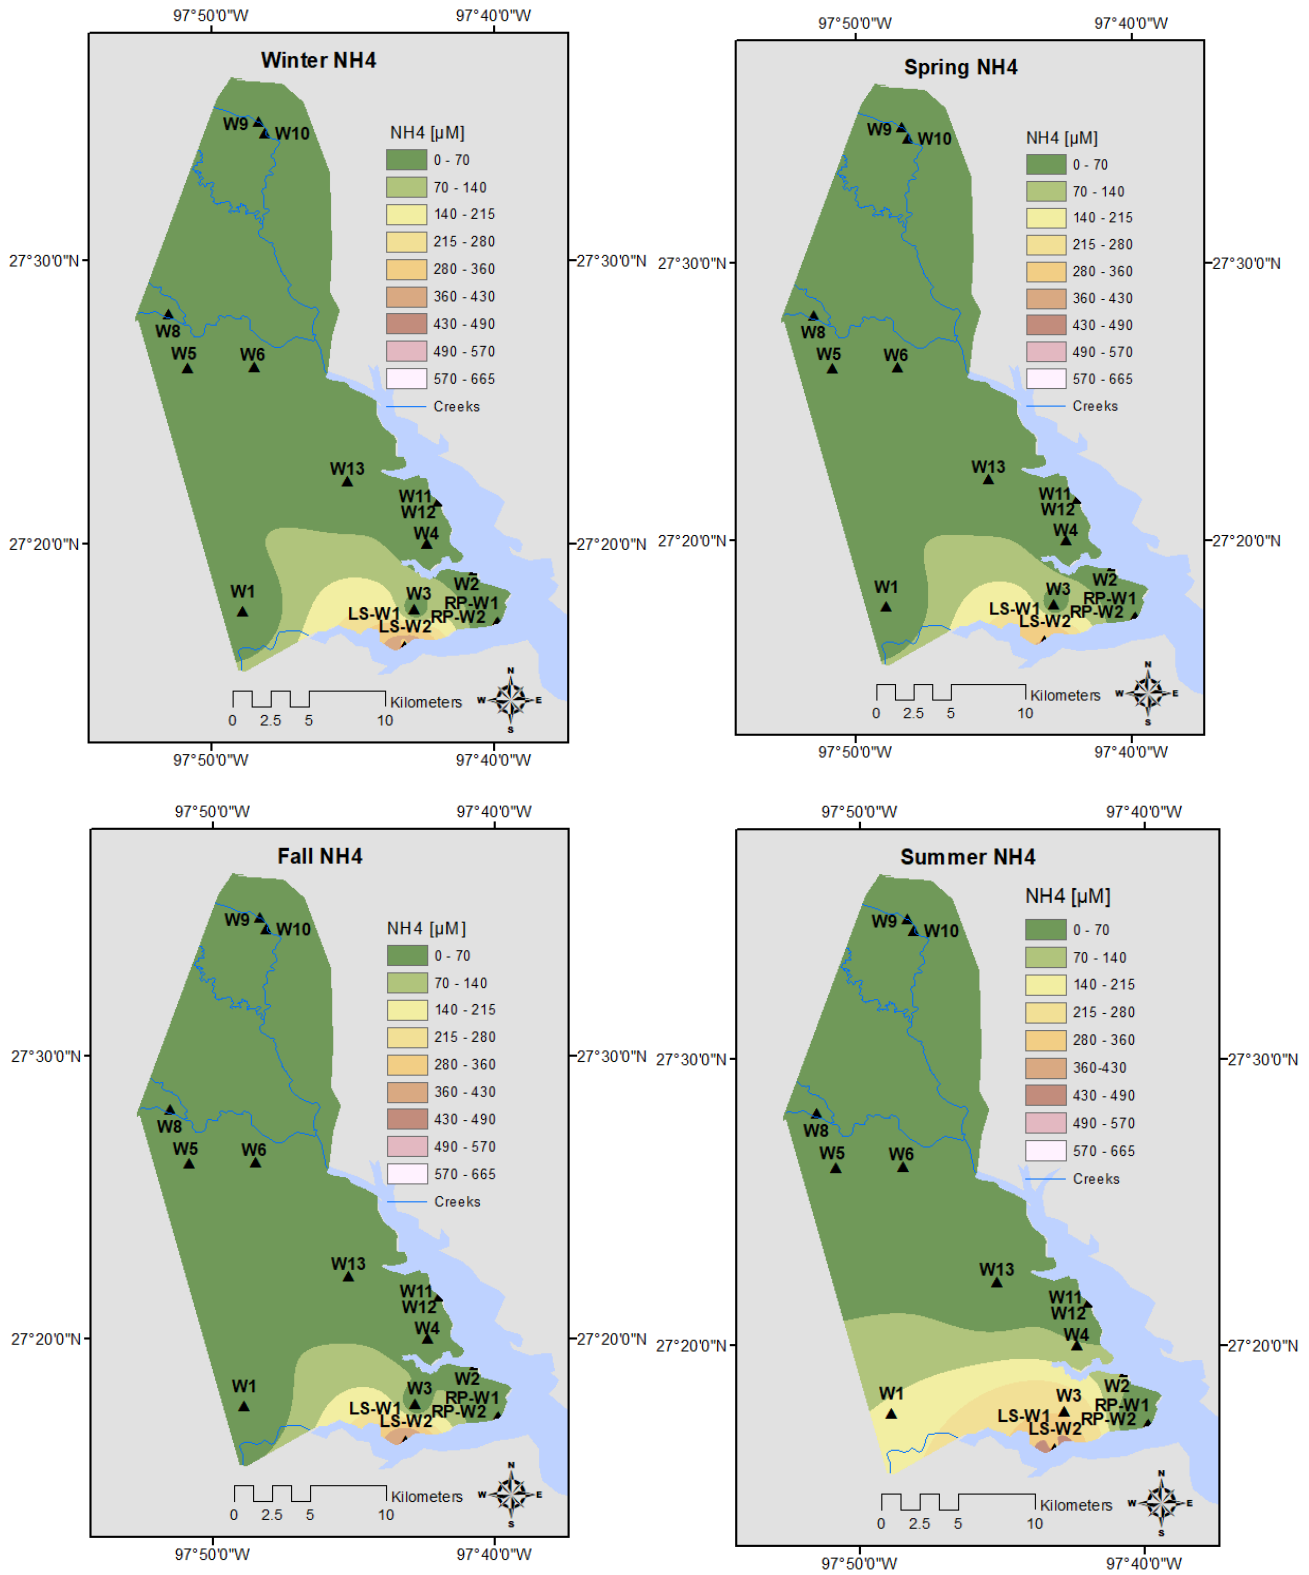 97°50'0"W 97°40'0"W
Winter NH4
W9
W10
NH4 [µM]
0 - 70
70 - 140
140 - 215
215 - 280
280 - 360
360 - 430
430 - 490
490 - 570
570 - 665
Creeks
27°30'0"N
W8
W5
W6
W13
W11
W12
W4
27°20'0"N
W1
W2
W3
RP-W1
LS-W1
RP-W2
LS-W2
N
W E
S
Kilometers
0 2.5 5 10
97°50'0"W 97°40'0"W
97°50'0"W 97°40'0"W
Spring NH4
W9
W10
NH4 [µM]
0 - 70
70 - 140
140 - 215
215 - 280
280 - 360
360 - 430
430 - 490
490 - 570
570 - 665
Creeks
27°30'0"N 27°30'0"N
W8
W5
W6
W13
W11
W12
W4
27°20'0"N 27°20'0"N
W1
W2
W3
RP-W1
LS-W1
RP-W2
LS-W2
N
W E
S
Kilometers
0 2.5 5 10
97°50'0"W 97°40'0"W
97°50'0"W 97°40'0"W
Fall NH4
W9
W10
NH4 [µM]
0 - 70
70 - 140
140 - 215
215 - 280
280 - 360
360 - 430
430 - 490
490 - 570
570 - 665
Creeks
27°30'0"N 27°30'0"N
W8
W5
W6
W13
W11
W12
W4
27°20'0"N 27°20'0"N
W1
W2
W3
RP-W1
LS-W1
RP-W2
LS-W2
N
W E
S
Kilometers
0 2.5 5 10
97°50'0"W 97°40'0"W
97°50'0"W 97°40'0"W
Summer NH4
W9
W10
NH4 [µM]
0 - 70
70 - 140
140 - 215
215 - 280
280 - 360
360-430
430 - 490
490 - 570
570 - 665
Creeks
27°30'0"N
W8
W5
W6
W13
W11
W12
W4
27°20'0"N
W1
W2
W3
RP-W1
LS-W1
RP-W2
LS-W2
N
W E
S
Kilometers
0 2.5 5 10
97°50'0"W 97°40'0"W